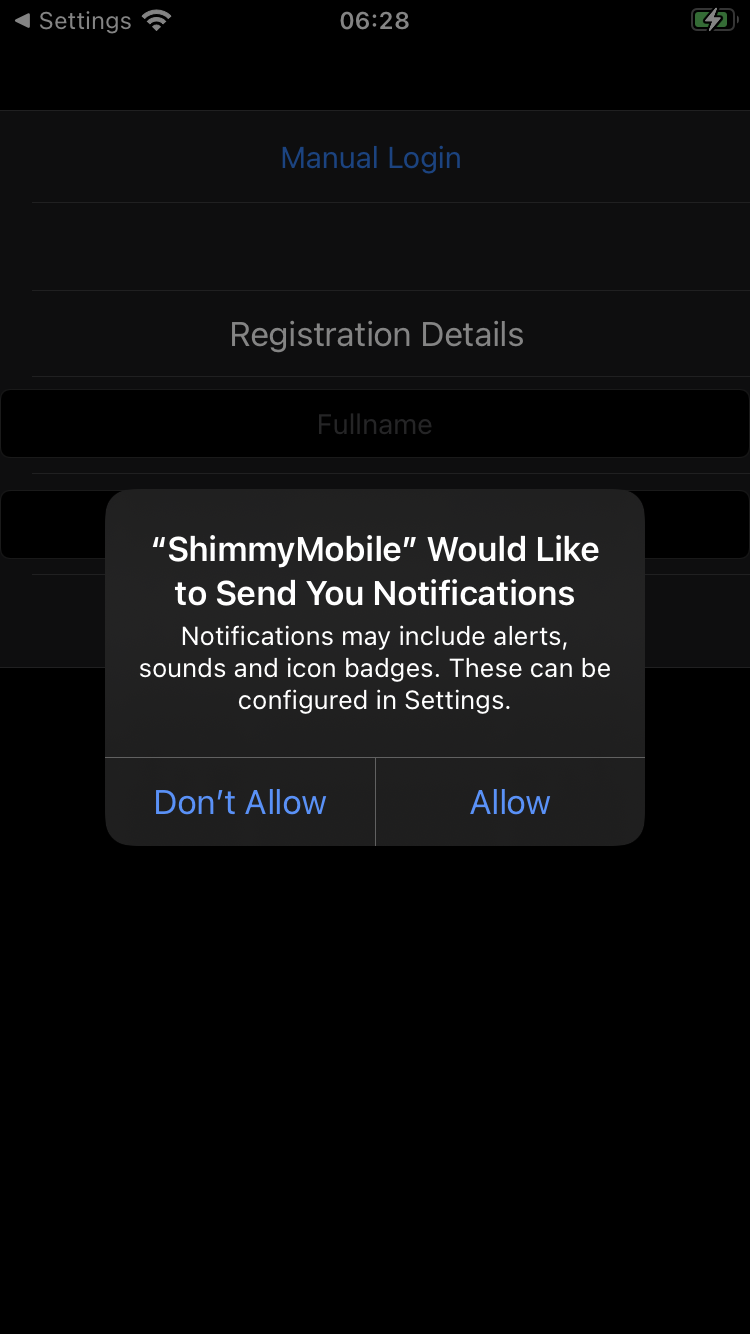 Settings
06:28
Manual Login
Registration Details
Fullname
“ShimmyMobile” Would Like
to Send You Notifications
Notifications may include alerts,
sounds and icon badges. These can be
configured in Settings.
Don’t Allow
Allow